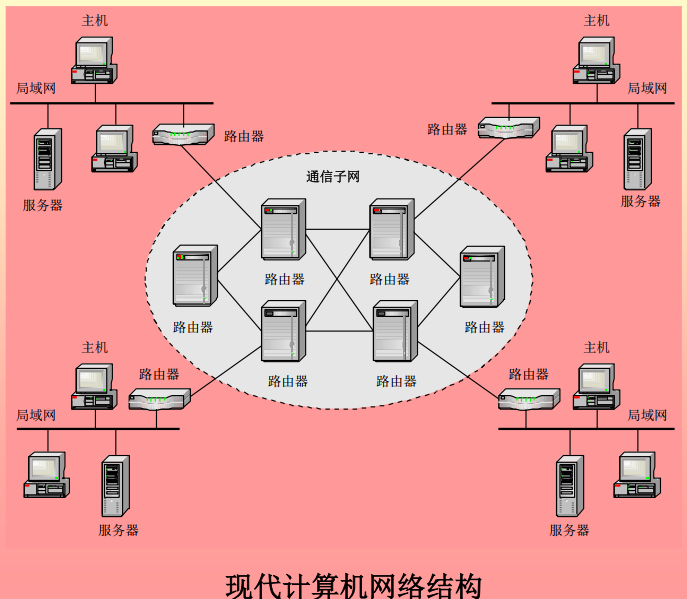 主机
主机
局域网
局域网
路由器
路由器
服务器
服务器
通信子网
路由器
路由器
路由器
路由器
路由器
路由器
主机
主机
路由器
路由器
局域网
局域网
服务器
服务器
现代计算机网络结构